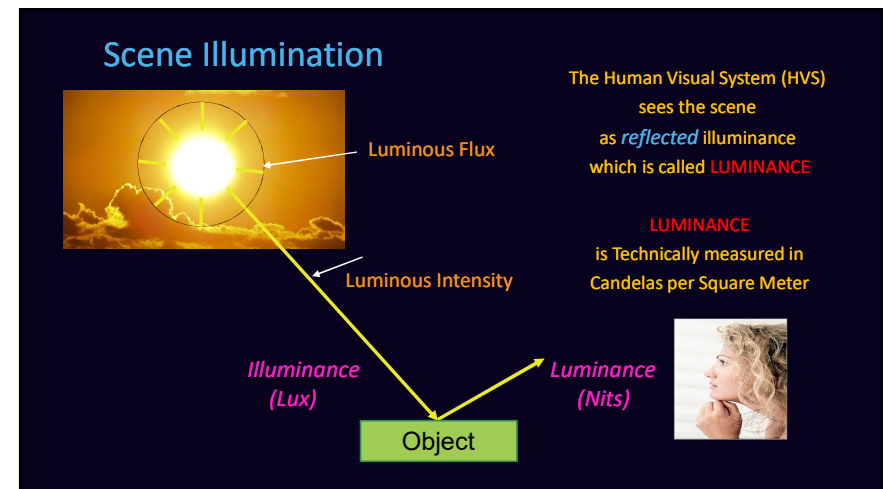 Scene Illumination
The Human Visual System (HVS)
sees the scene
as reflected illuminance
which is called LUMINANCE
Luminous Flux
LUMINANCE
is Technically measured in
Candelas per Square Meter
Luminous Intensity
Illuminance
(Lux)
Luminance
(Nits)
Object